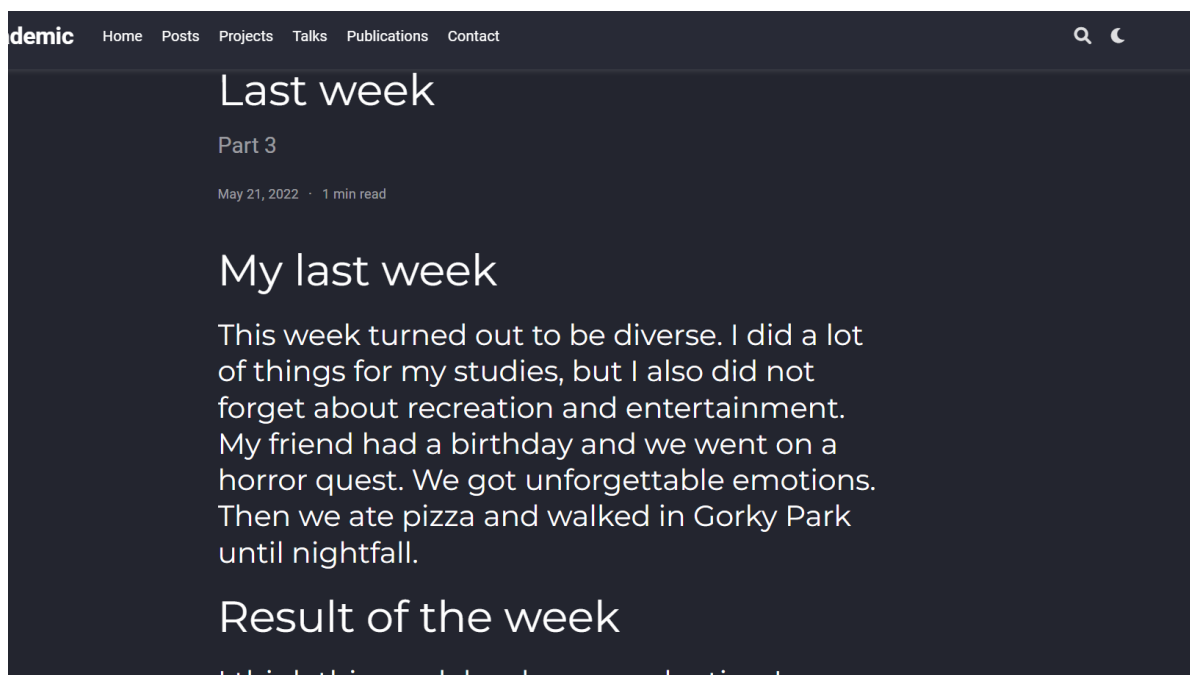 demic Home Posts Projects Talks Publications Contact
Last week
Part 3
May 21, 2022 · 1 min read
My last week
This week turned out to be diverse. I did a lot
of things for my studies, but I also did not
forget about recreation and entertainment.
My friend had a birthday and we went on a
horror quest. We got unforgettable emotions.
Then we ate pizza and walked in Gorky Park
until nightfall.
Result of the week